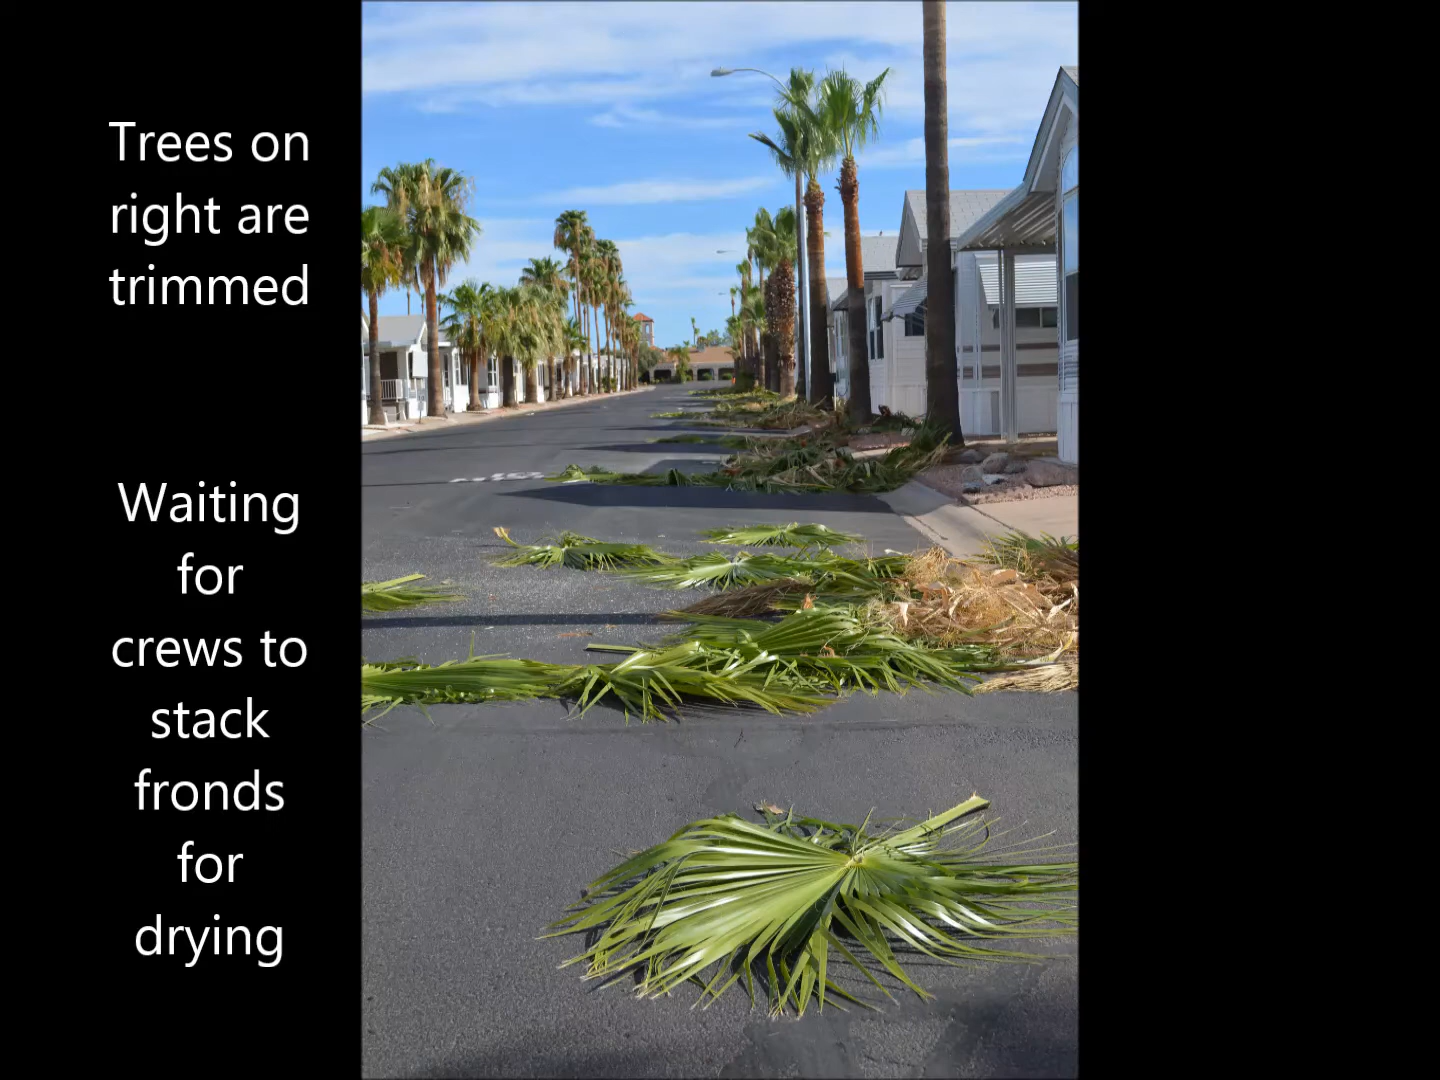 Trees on
right are
trimmed
Waiting
for
crews to
stack
fronds
for
drying